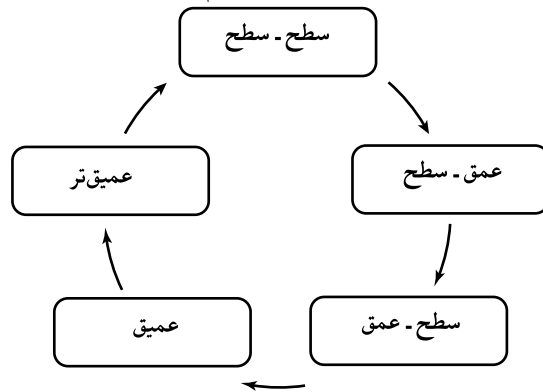 سطح ـ سطح
عمق ـ سطح
سطح ـ عمق
عمیق
عمیق‌تر